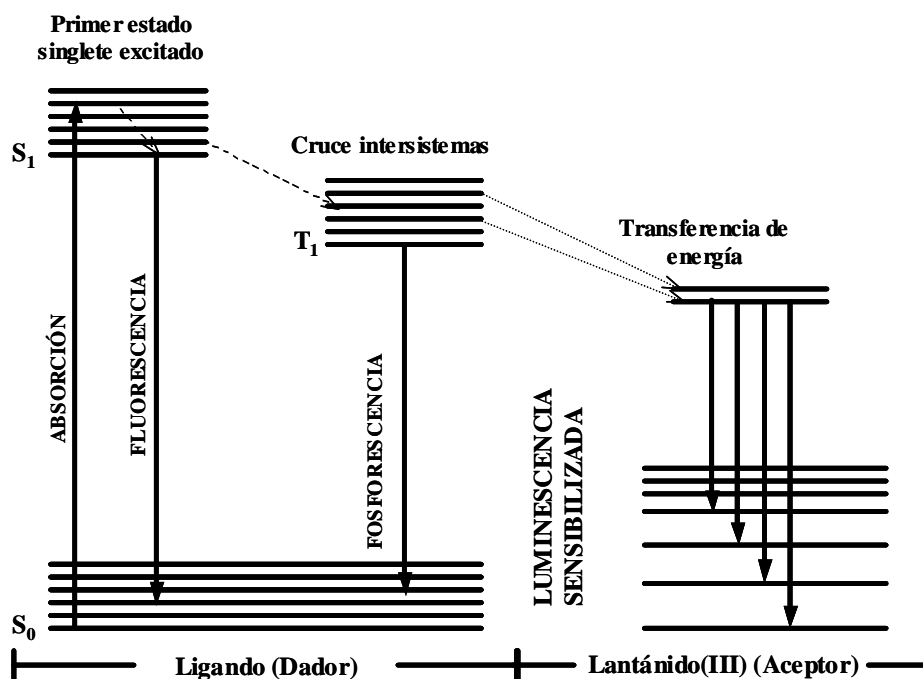 Primer estado
singlete excitado
S1
Cruce intersistemas
T1
Transferencia de
energía
ABSORCIÓN
FLUORESCENCIA
FOSFORESCENCIA
LUMINESCENCIA
SENSIBILIZADA
S0
Ligando (Dador)
Lantánido(III) (Aceptor)